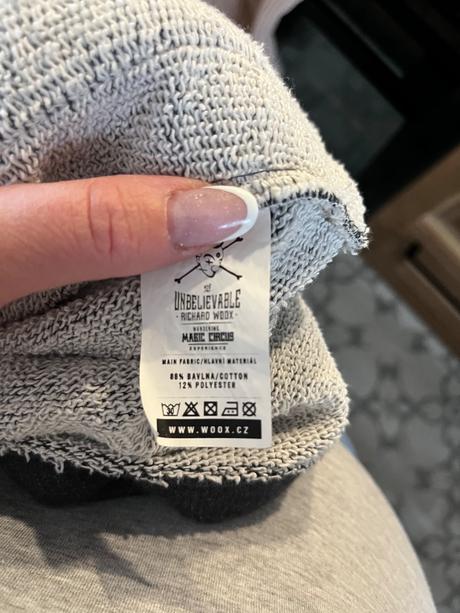 THE
UNBELIEVABLE
- RICHARD WOOX -
WANDERING
MAGIC CIRCUS
EXPERIENCE
MAIN FABRIC/HLAVNÍ MATERIÁL
88% BAVLNA/COTTON
12% POLYESTER
WWW.WOOX.CZ